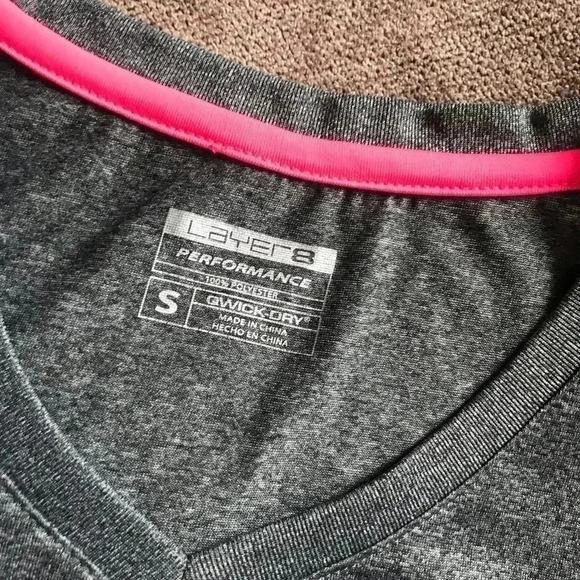 Layer8
PERFORMANCE
100% POLYESTER
S
QWICK-DRY®
MADE IN CHINA
HECHO EN CHINA